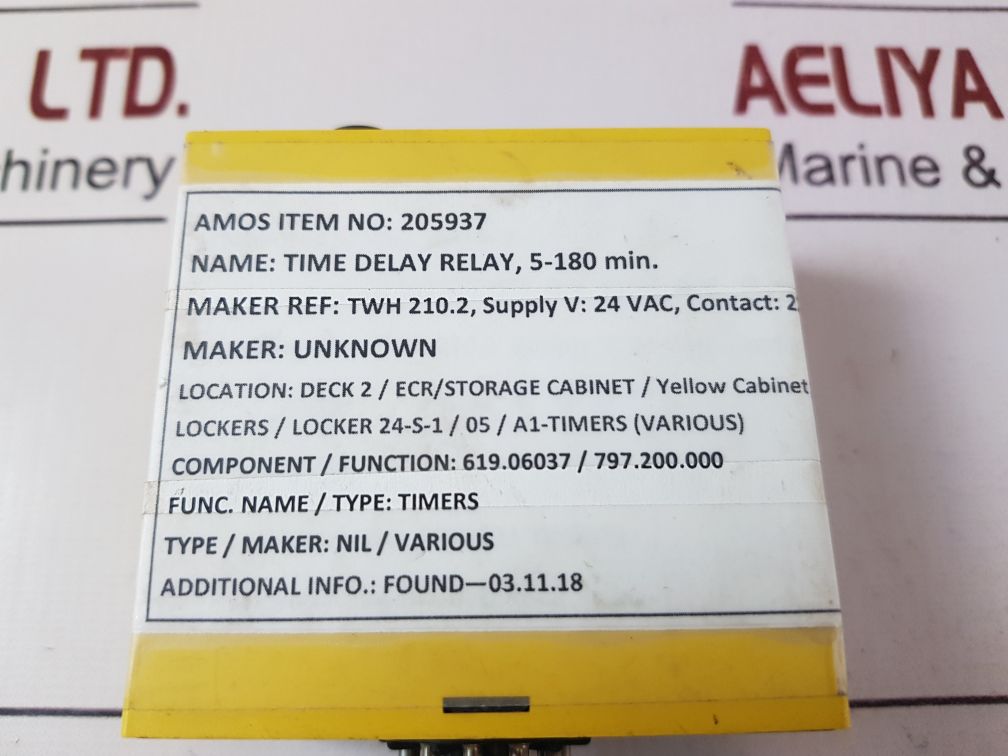 LTD. AELIYA
hinery Marine &
AMOS ITEM NO: 205937
NAME: TIME DELAY RELAY, 5-180 min.
MAKER REF: TWH 210.2, Supply V: 24 VAC, Contact: 2
MAKER: UNKNOWN
LOCATION: DECK 2 / ECR/STORAGE CABINET / Yellow Cabinet
LOCKERS / LOCKER 24-S-1 / 05 / A1-TIMERS (VARIOUS)
COMPONENT / FUNCTION: 619.06037 / 797.200.000
FUNC. NAME / TYPE: TIMERS
TYPE / MAKER: NIL / VARIOUS
ADDITIONAL INFO.: FOUND—03.11.18